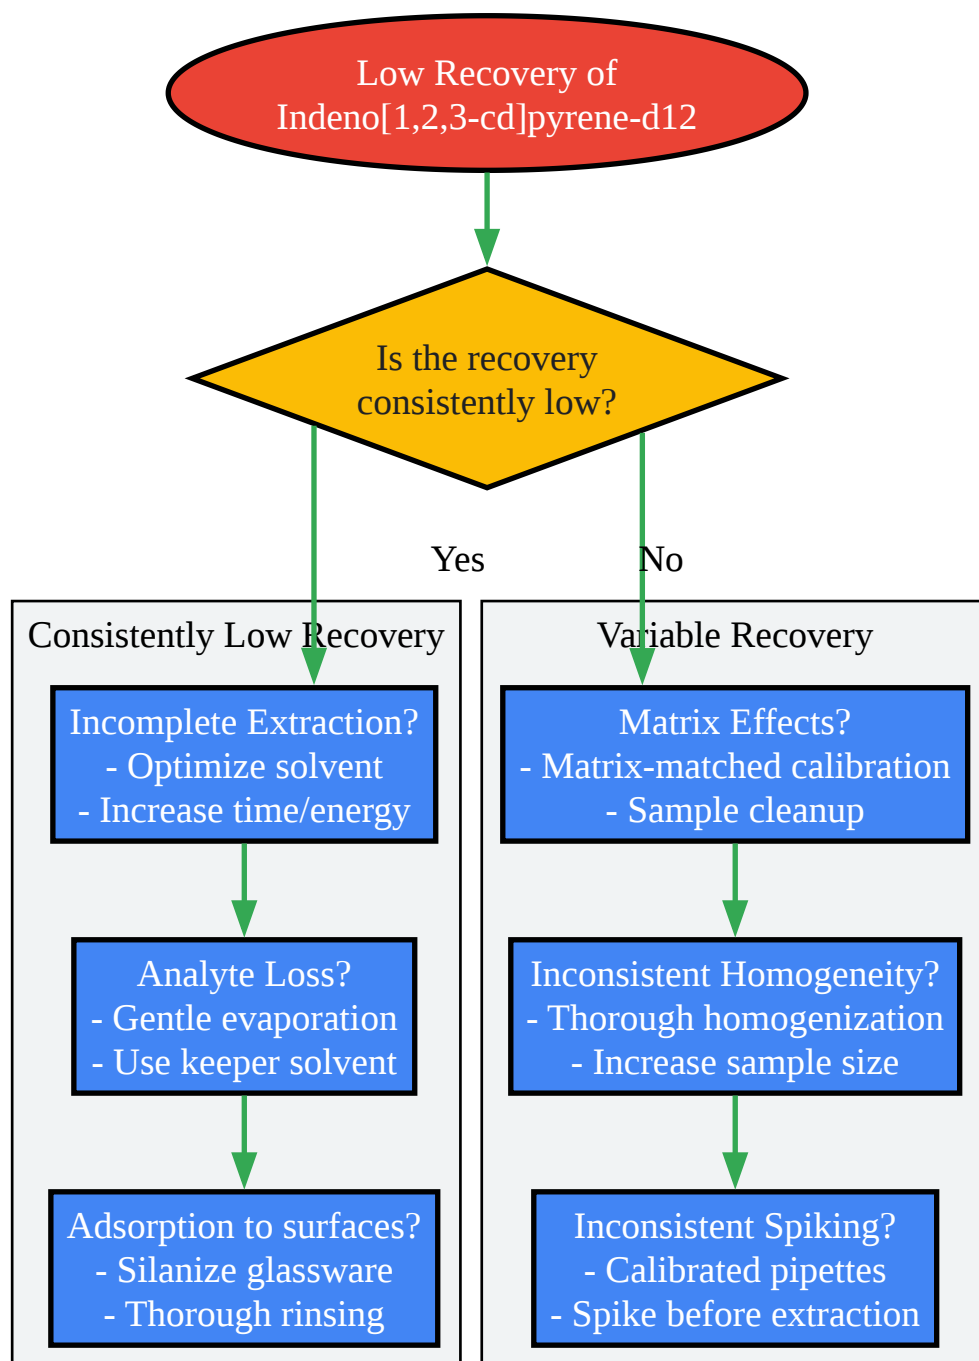 Low Recovery of
Indeno[1,2,3-cd]pyrene-d12
Is the recovery
consistently low?
Yes
No
Consistently Low Recovery
Incomplete Extraction?
- Optimize solvent
- Increase time/energy
Analyte Loss?
- Gentle evaporation
- Use keeper solvent
Adsorption to surfaces?
- Silanize glassware
- Thorough rinsing
Variable Recovery
Matrix Effects?
- Matrix-matched calibration
- Sample cleanup
Inconsistent Homogeneity?
- Thorough homogenization
- Increase sample size
Inconsistent Spiking?
- Calibrated pipettes
- Spike before extraction